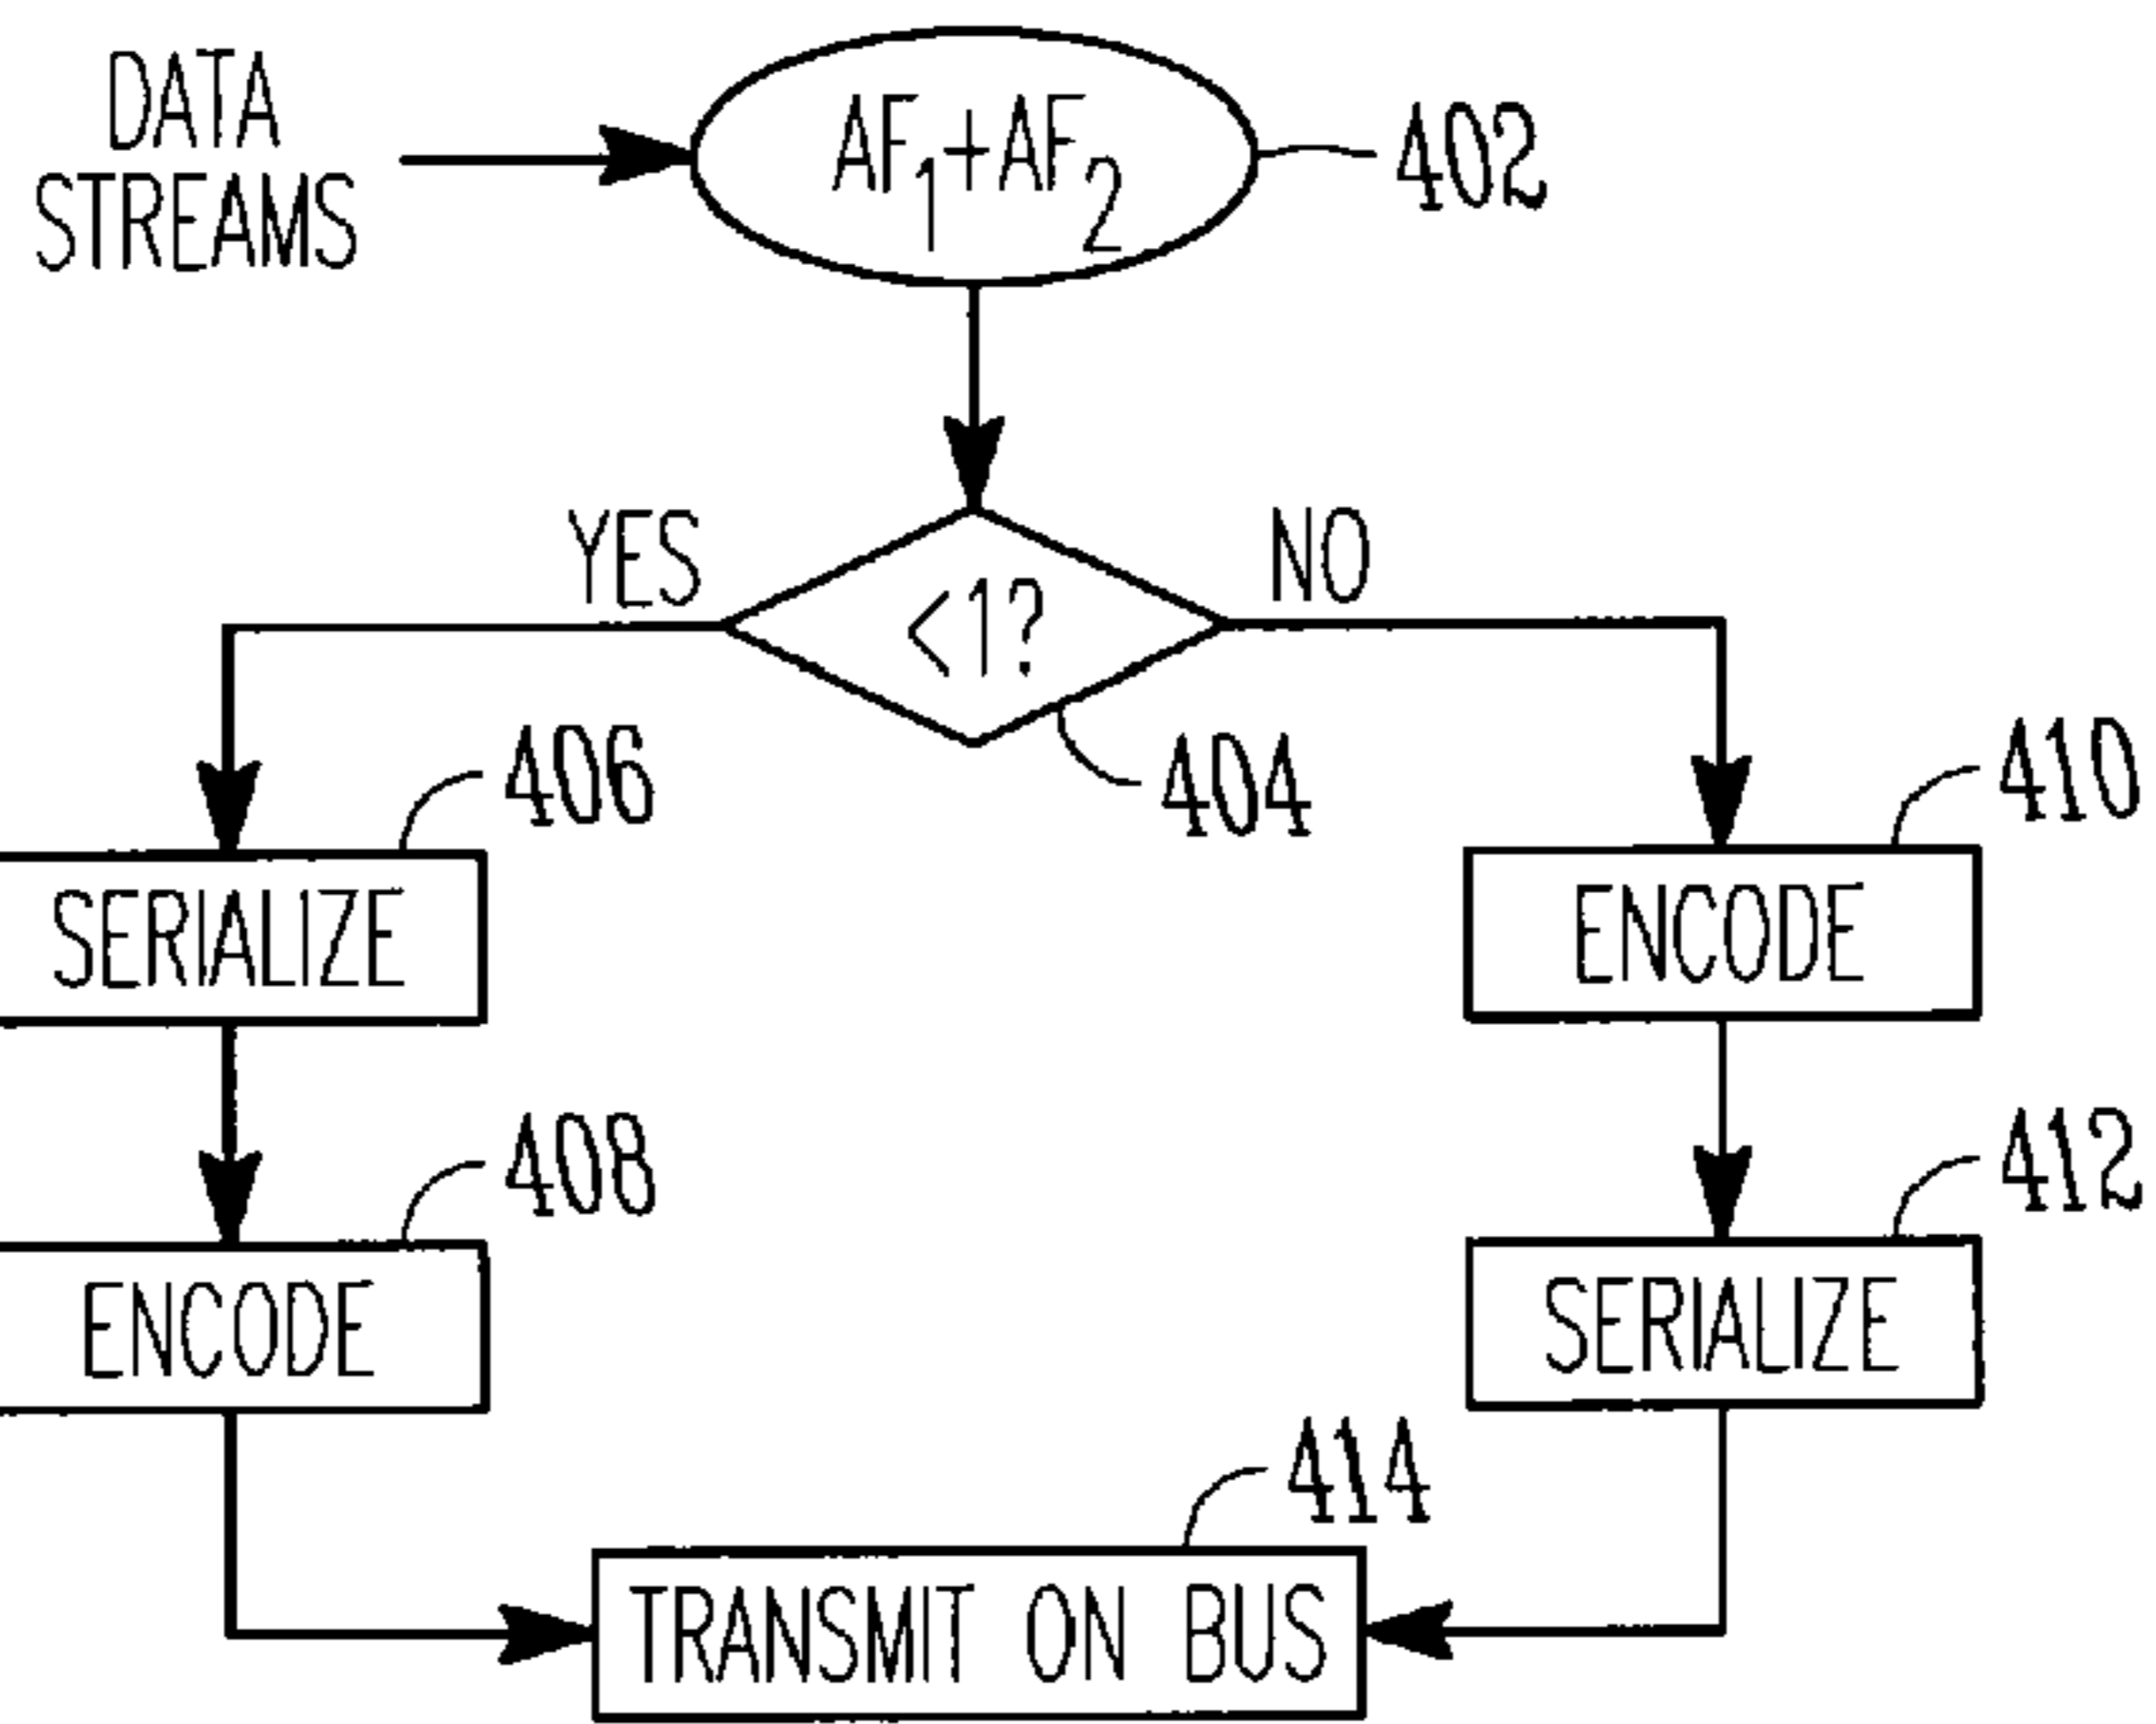 DATA
STREAMS
AF1+AF2
402
YES
<1?
NO
404
406
SERIALIZE
410
ENCODE
408
ENCODE
412
SERIALIZE
414
TRANSMIT ON BUS